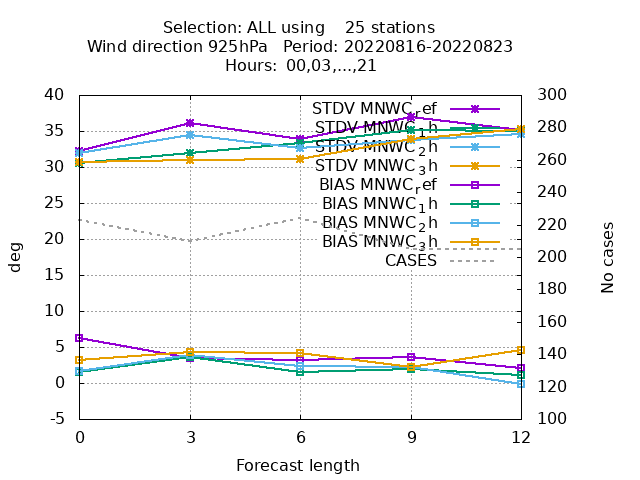 Selection: ALL using    25 stations
Wind direction 925hPa   Period: 20220816-20220823
Hours: 00,03,...,21
40
35
30
25
20
15
10
5
0
-5
deg
300
280
260
240
220
200
180
160
140
120
100
No cases
STDV MNWC_ref
STDV MNWC_1h
STDV MNWC_2h
STDV MNWC_3h
BIAS MNWC_ref
BIAS MNWC_1h
BIAS MNWC_2h
BIAS MNWC_3h
CASES
0 3 6 9 12
Forecast length